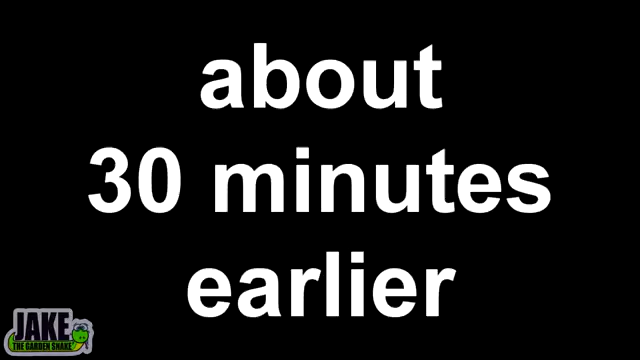 about
30 minutes
earlier
JAKE
THE GARDEN SNAKE